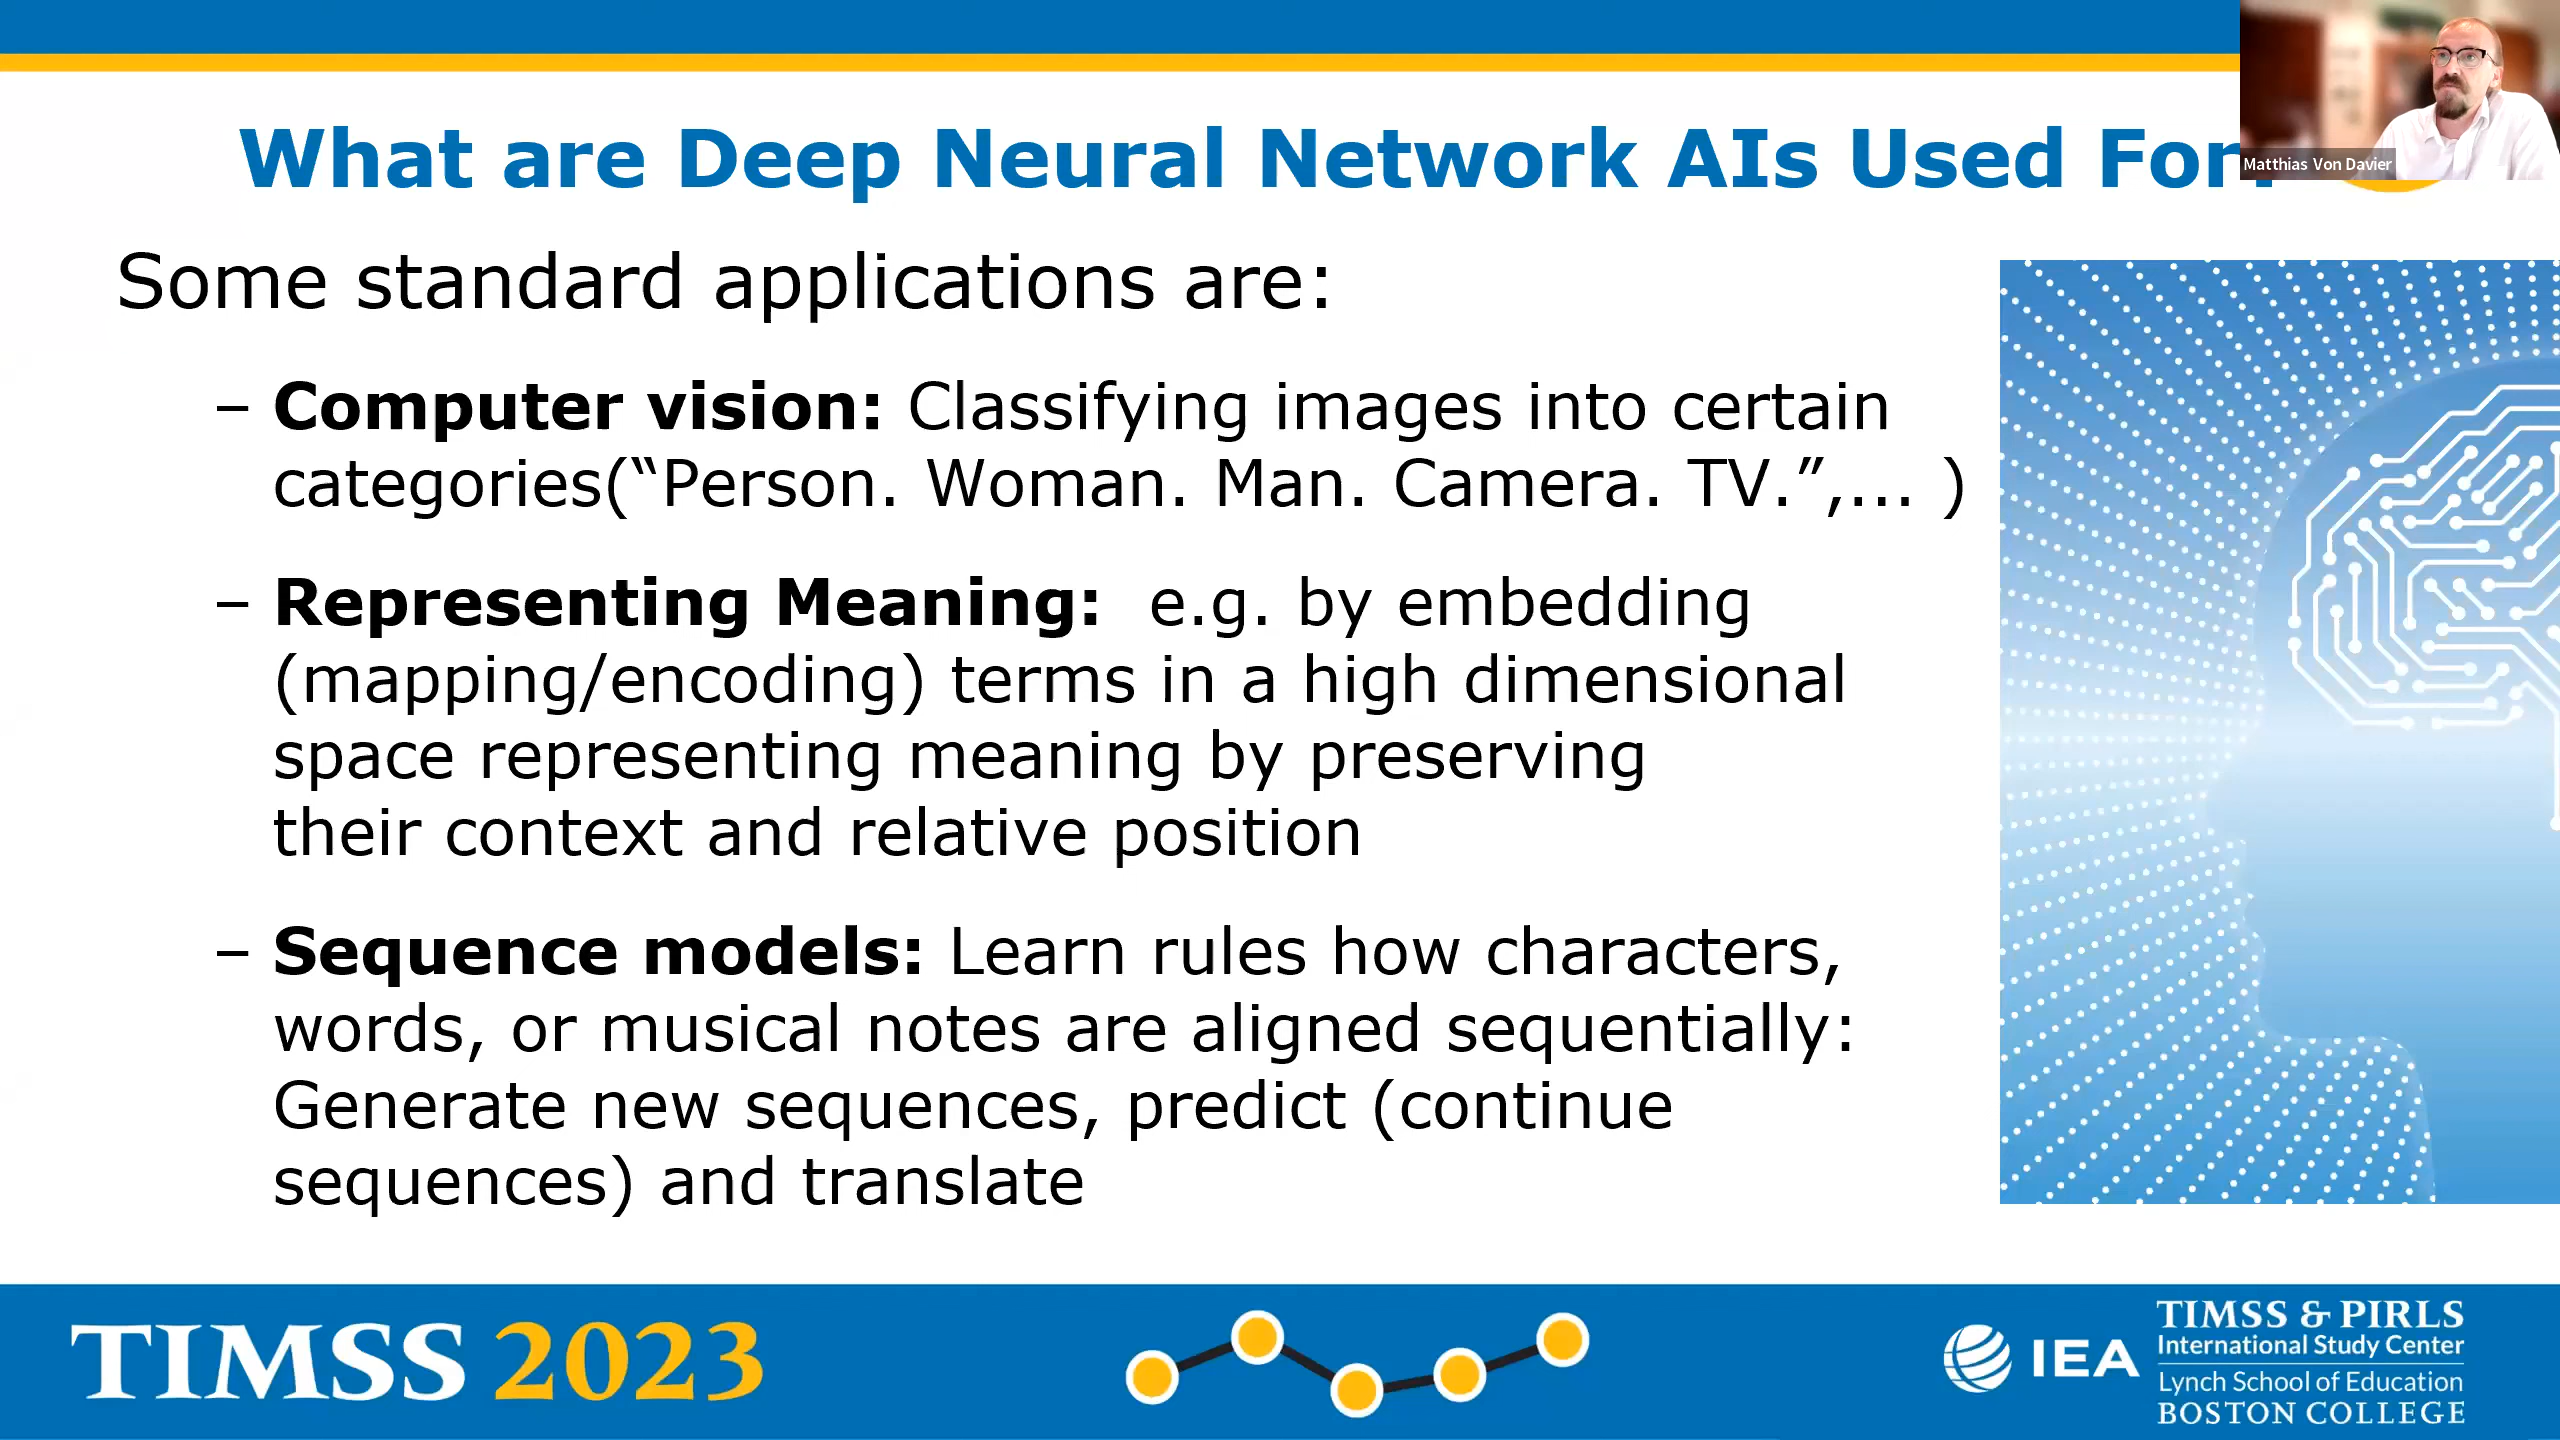 What are Deep Neural Network AIs Used For?
Matthias Von Davier
Some standard applications are:
– Computer vision: Classifying images into certain
categories(“Person. Woman. Man. Camera. TV.”,... )
– Representing Meaning:  e.g. by embedding
(mapping/encoding) terms in a high dimensional
space representing meaning by preserving
their context and relative position
– Sequence models: Learn rules how characters,
words, or musical notes are aligned sequentially:
Generate new sequences, predict (continue
sequences) and translate
TIMSS 2023
IEA
TIMSS & PIRLS
International Study Center
Lynch School of Education
BOSTON COLLEGE